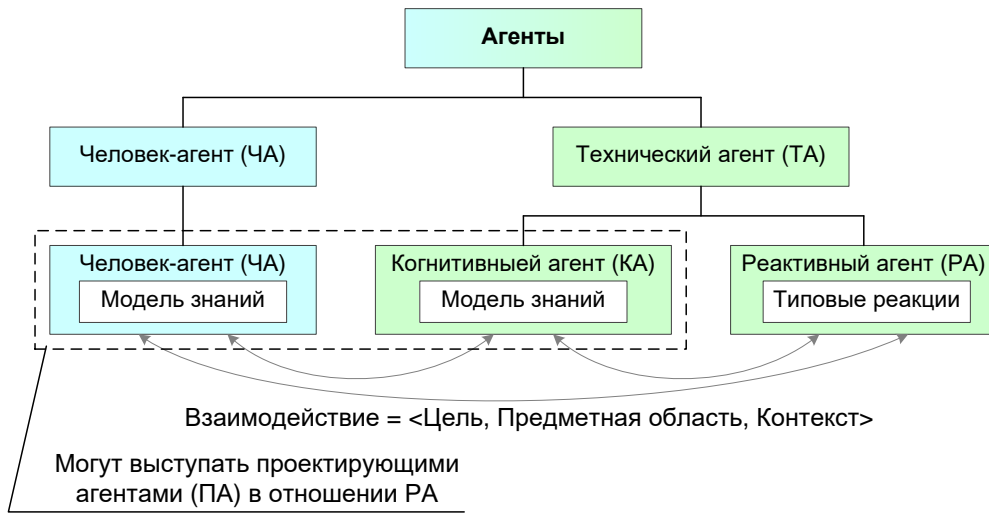 Агенты
Человек-агент (ЧА)
Технический агент (ТА)
Человек-агент (ЧА)
Модель знаний
Когнитивныей агент (КА)
Модель знаний
Реактивный агент (РА)
Типовые реакции
Взаимодействие = <Цель, Предметная область, Контекст>
Могут выступать проектирующими
агентами (ПА) в отношении РА